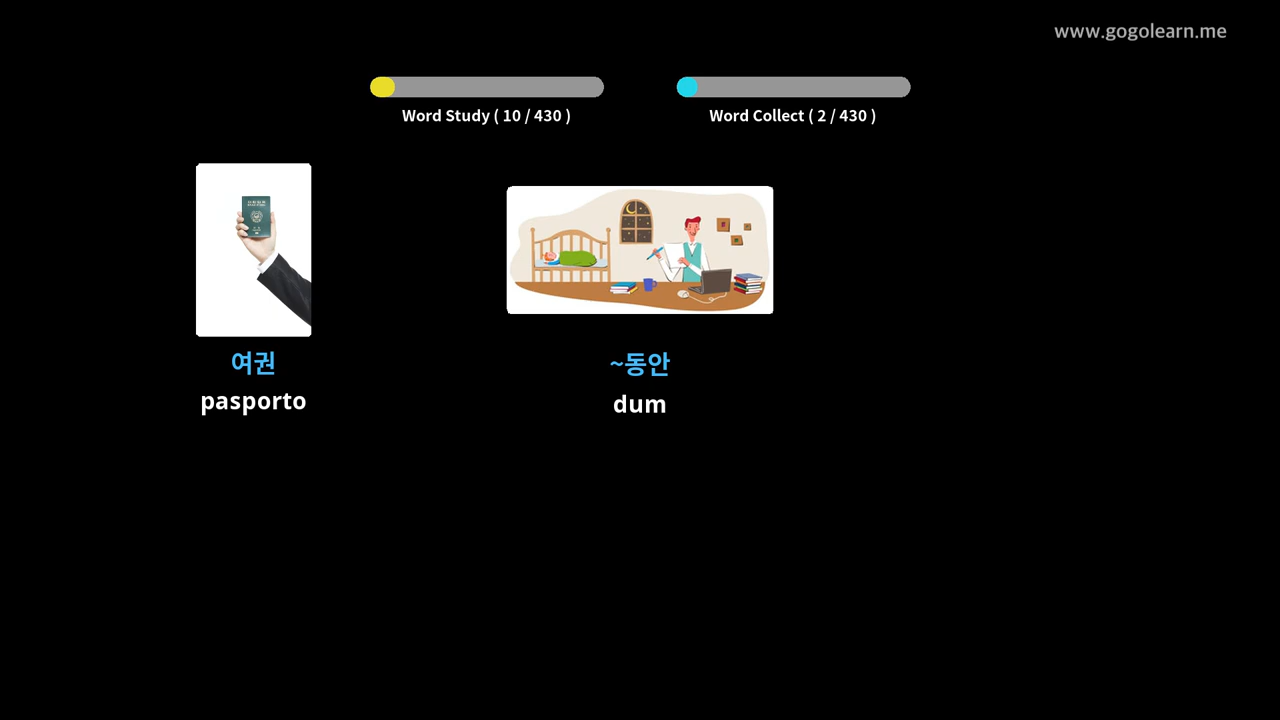 www.gogolearn.me
Word Study ( 10 / 430 )
Word Collect ( 2 / 430 )
여권
pasporto
~동안
dum